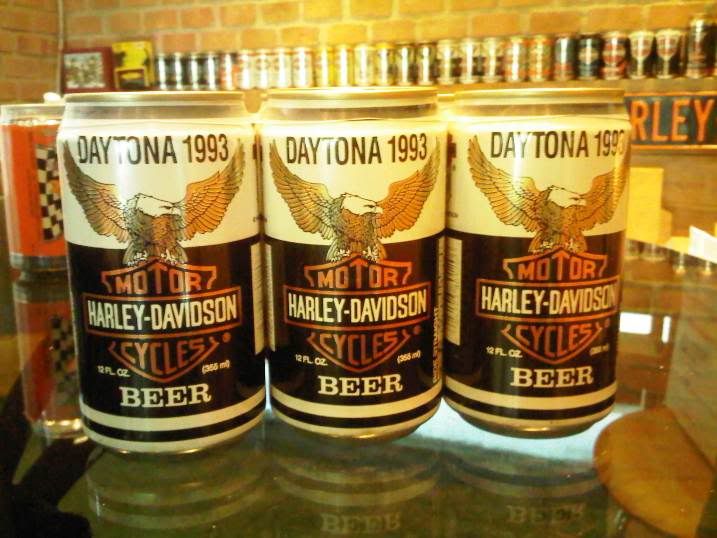 RLEY
DAYTONA 1993
MOTOR
HARLEY-DAVIDSON
CYCLES®
12 FL. OZ. (355 ml)
BEER
DAYTONA 1993
MOTOR
HARLEY-DAVIDSON
CYCLES®
12 FL. OZ. (355 ml)
BEER
DAYTONA 1993
MOTOR
HARLEY-DAVIDSON
CYCLES®
12 FL. OZ. (355 ml)
BEER